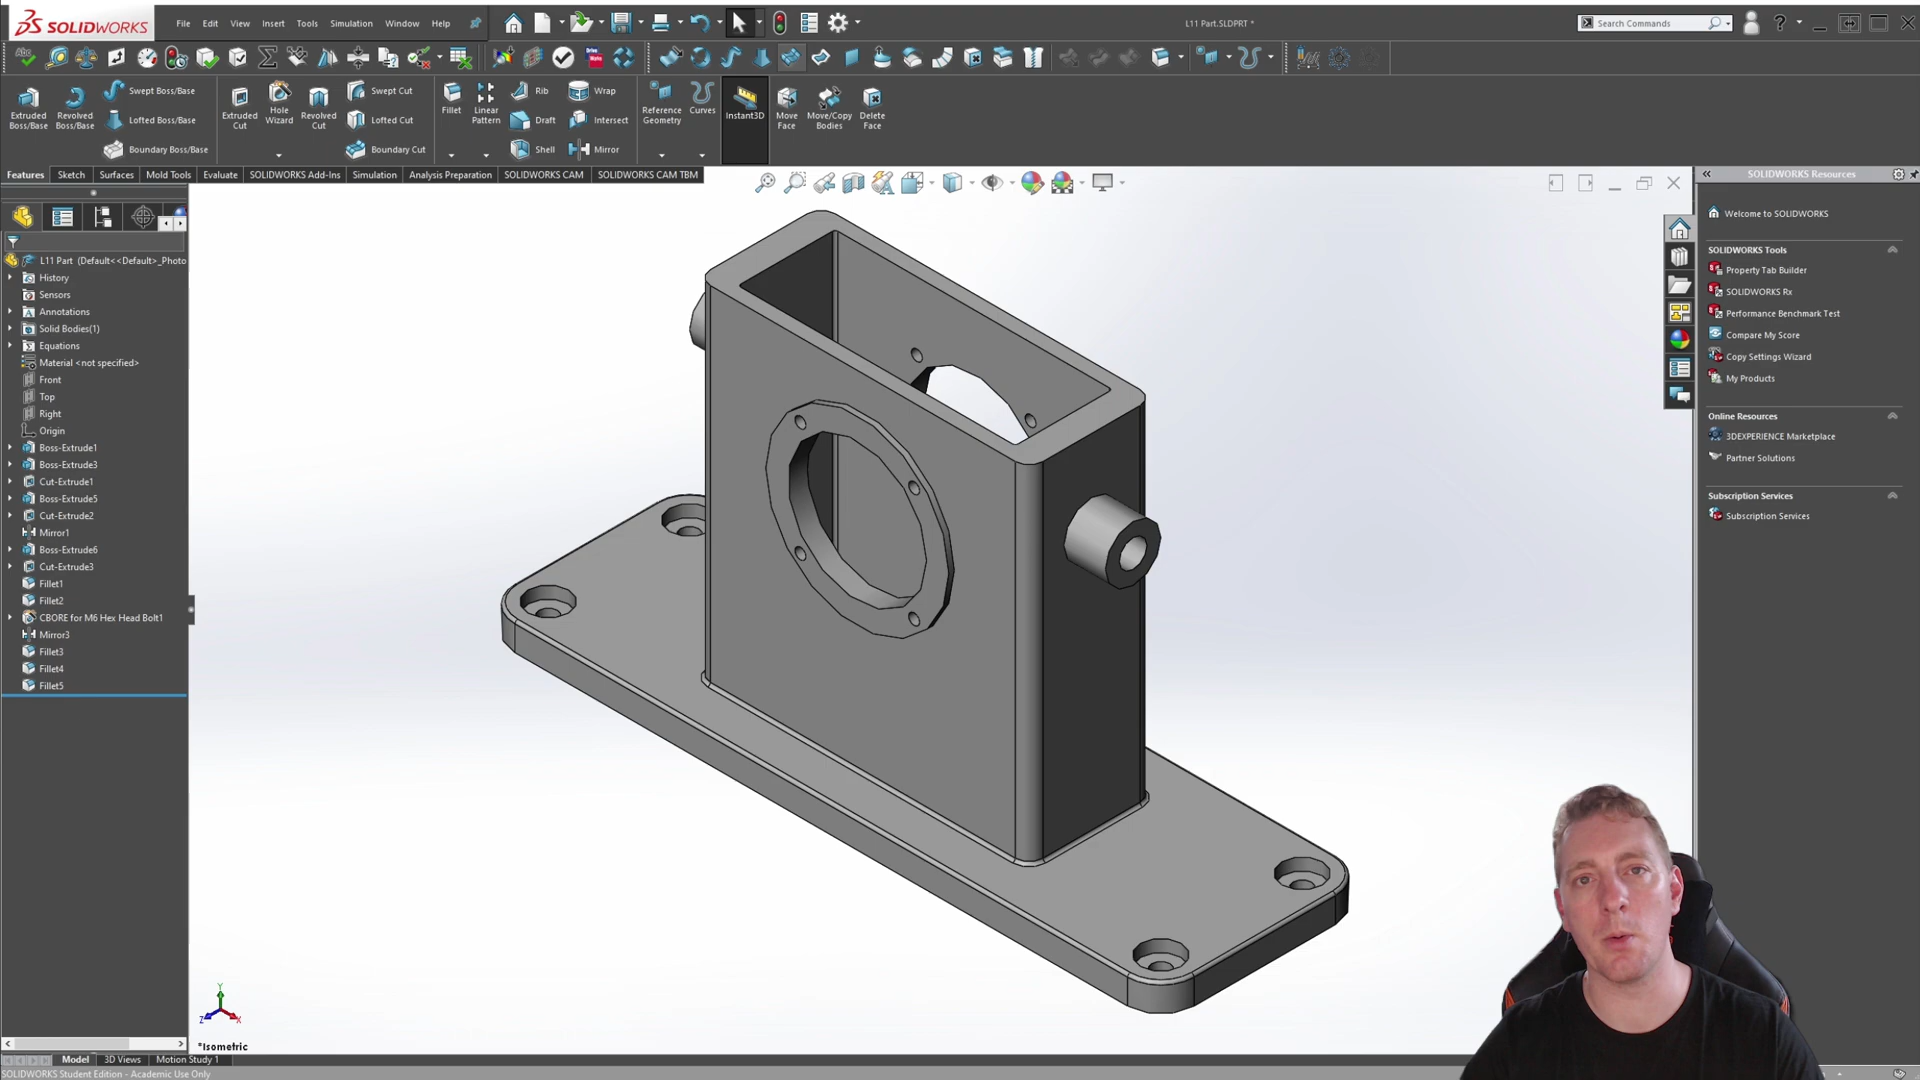 SOLIDWORKS
File Edit View Insert Tools Simulation Window Help
L11 Part.SLDPRT *
Search Commands
Extruded Boss/Base
Revolved Boss/Base
Swept Boss/Base
Lofted Boss/Base
Boundary Boss/Base
Extruded Cut
Hole Wizard
Revolved Cut
Swept Cut
Lofted Cut
Boundary Cut
Fillet
Linear Pattern
Rib
Draft
Shell
Wrap
Intersect
Mirror
Reference Geometry
Curves
Instant3D
Move Face
Move/Copy Bodies
Delete Face
Features Sketch Surfaces Mold Tools Evaluate SOLIDWORKS Add-Ins Simulation Analysis Preparation SOLIDWORKS CAM SOLIDWORKS CAM TBM
L11 Part (Default<<Default>_Photo
History
Sensors
Annotations
Solid Bodies(1)
Equations
Material <not specified>
Front
Top
Right
Origin
Boss-Extrude1
Boss-Extrude3
Cut-Extrude1
Boss-Extrude5
Cut-Extrude2
Mirror1
Boss-Extrude6
Cut-Extrude3
Fillet1
Fillet2
CBORE for M6 Hex Head Bolt1
Mirror3
Fillet3
Fillet4
Fillet5
Y
Z
X
*Isometric
Model 3D Views Motion Study 1
SOLIDWORKS Student Edition - Academic Use Only
SOLIDWORKS Resources
Welcome to SOLIDWORKS
SOLIDWORKS Tools
Property Tab Builder
SOLIDWORKS Rx
Performance Benchmark Test
Compare My Score
Copy Settings Wizard
My Products
Online Resources
3DEXPERIENCE Marketplace
Partner Solutions
Subscription Services
Subscription Services